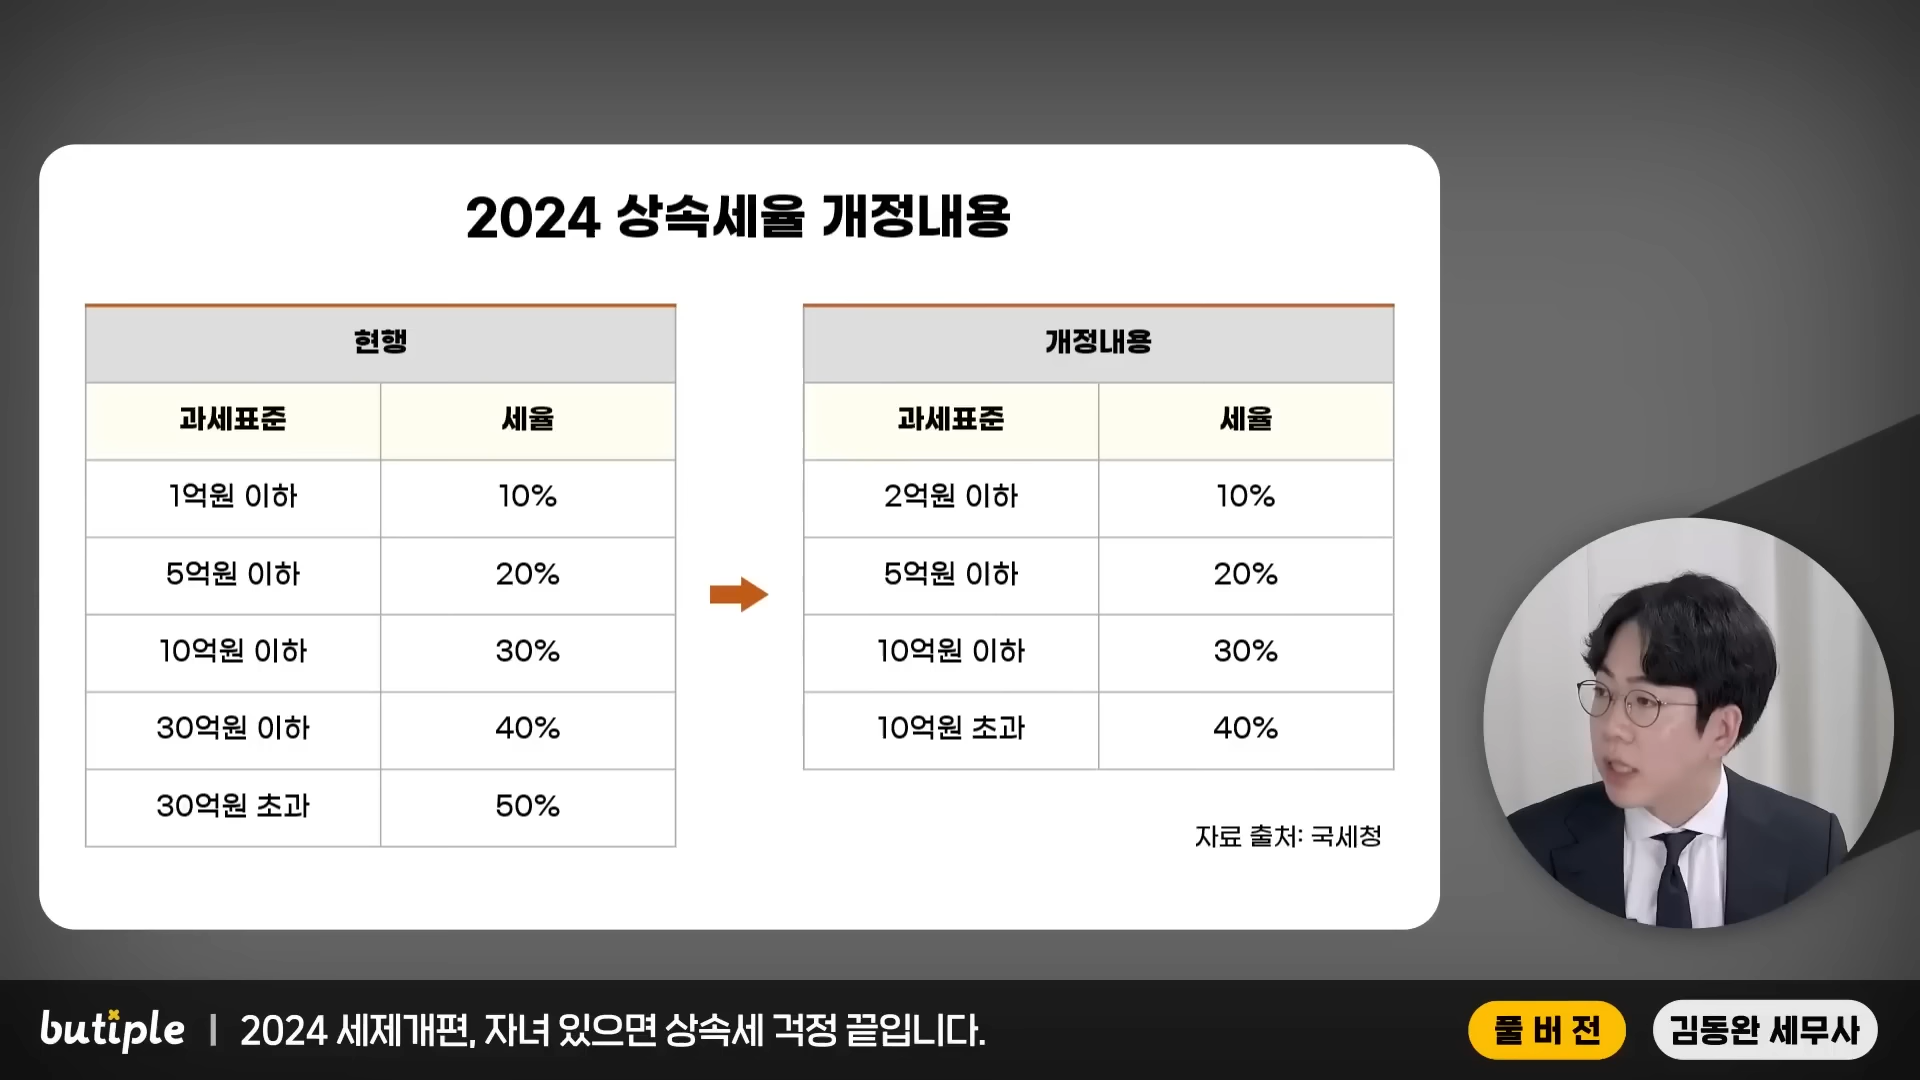 2024 상속세율 개정내용
현행
과세표준 세율
1억원 이하 10%
5억원 이하 20%
10억원 이하 30%
30억원 이하 40%
30억원 초과 50%
개정내용
과세표준 세율
2억원 이하 10%
5억원 이하 20%
10억원 이하 30%
10억원 초과 40%
자료 출처: 국세청
butiple | 2024 세제개편, 자녀 있으면 상속세 걱정 끝입니다.
풀 버 전
김동완 세무사